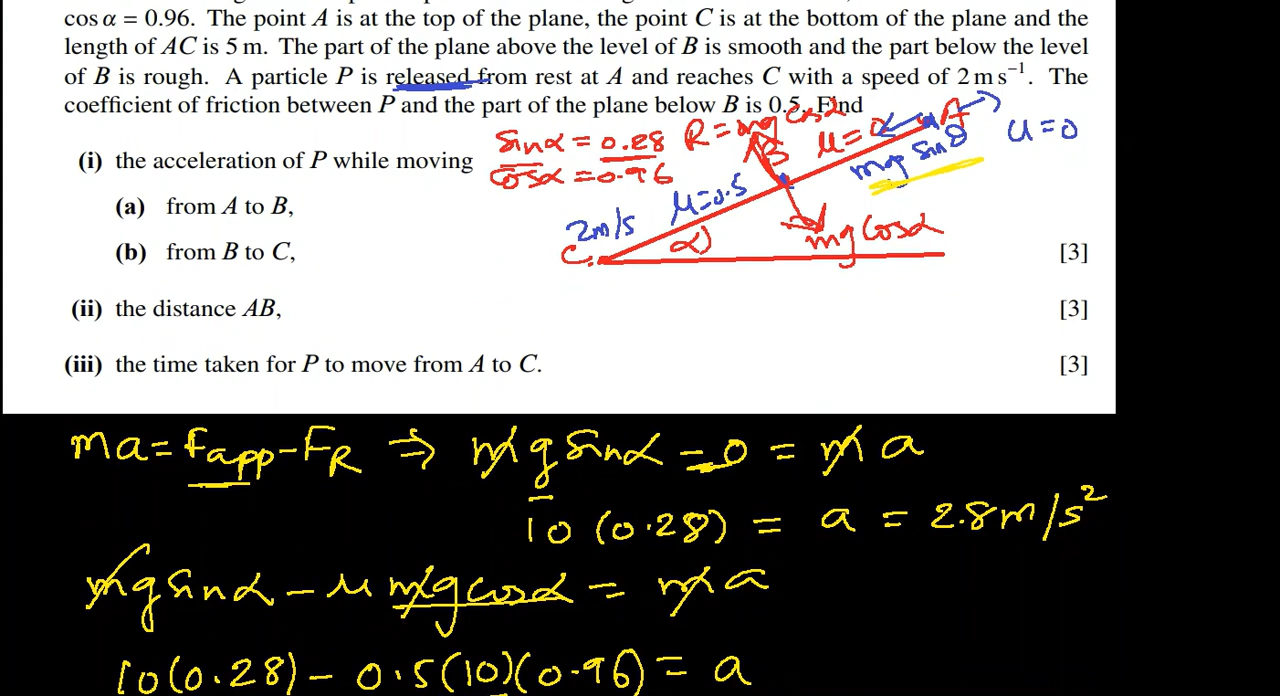 cos α = 0.96. The point A is at the top of the plane, the point C is at the bottom of the plane and the
length of AC is 5 m. The part of the plane above the level of B is smooth and the part below the level
of B is rough. A particle P is released from rest at A and reaches C with a speed of 2 m s⁻¹. The
coefficient of friction between P and the part of the plane below B is 0.5. Find
sinα = 0.28 R = mg cosα μ = 0 A u = 0
cosα = 0.96 B mg sinα
(i) the acceleration of P while moving
(a) from A to B,
2m/s μ=0.5
C α mg cosα
(b) from B to C, [3]
(ii) the distance AB, [3]
(iii) the time taken for P to move from A to C. [3]
ma = Fapp - FR ⇒ mg sinα - 0 = m a
10 (0.28) = a = 2.8m/s²
mg sinα - μ mg cosα = m a
10(0.28) - 0.5(10)(0.96) = a